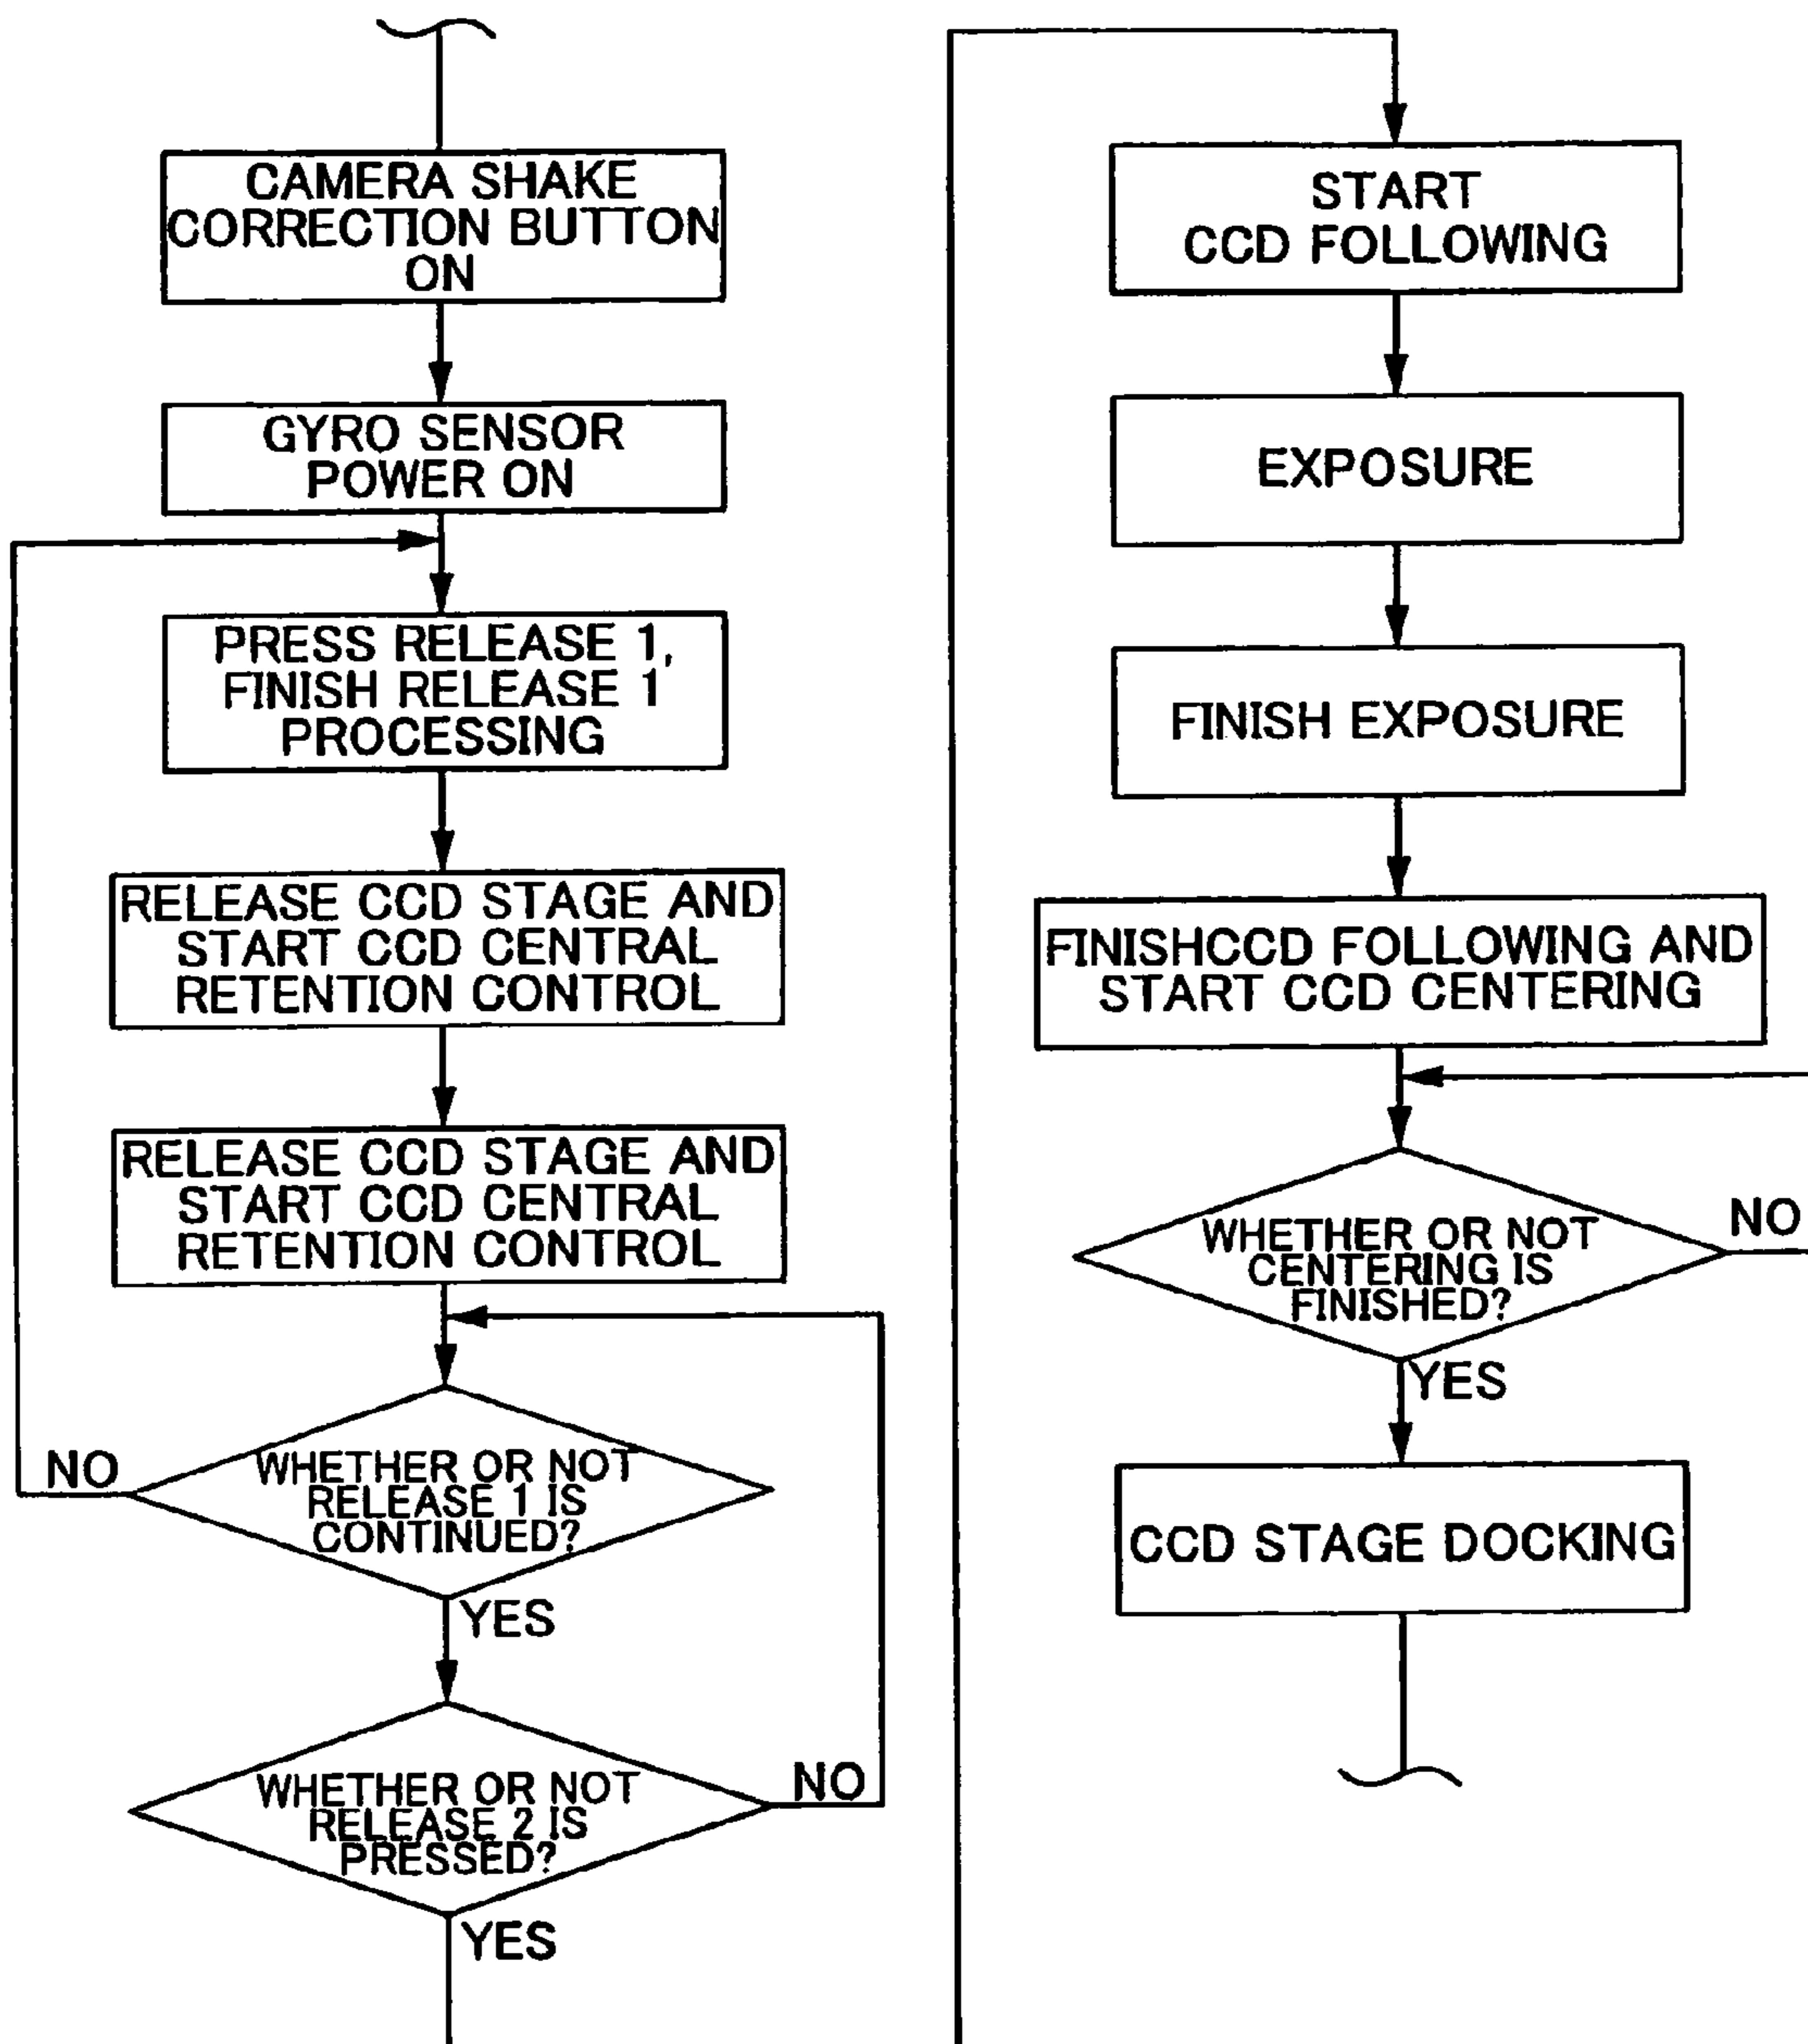 CAMERA SHAKE
CORRECTION BUTTON
ON
GYRO SENSOR
POWER ON
PRESS RELEASE 1,
FINISH RELEASE 1
PROCESSING
RELEASE CCD STAGE AND
START CCD CENTRAL
RETENTION CONTROL
RELEASE CCD STAGE AND
START CCD CENTRAL
RETENTION CONTROL
NO
WHETHER OR NOT
RELEASE 1 IS
CONTINUED?
YES
WHETHER OR NOT
RELEASE 2 IS
PRESSED?
NO
YES
START
CCD FOLLOWING
EXPOSURE
FINISH EXPOSURE
FINISHCCD FOLLOWING AND
START CCD CENTERING
WHETHER OR NOT
CENTERING IS
FINISHED?
NO
YES
CCD STAGE DOCKING